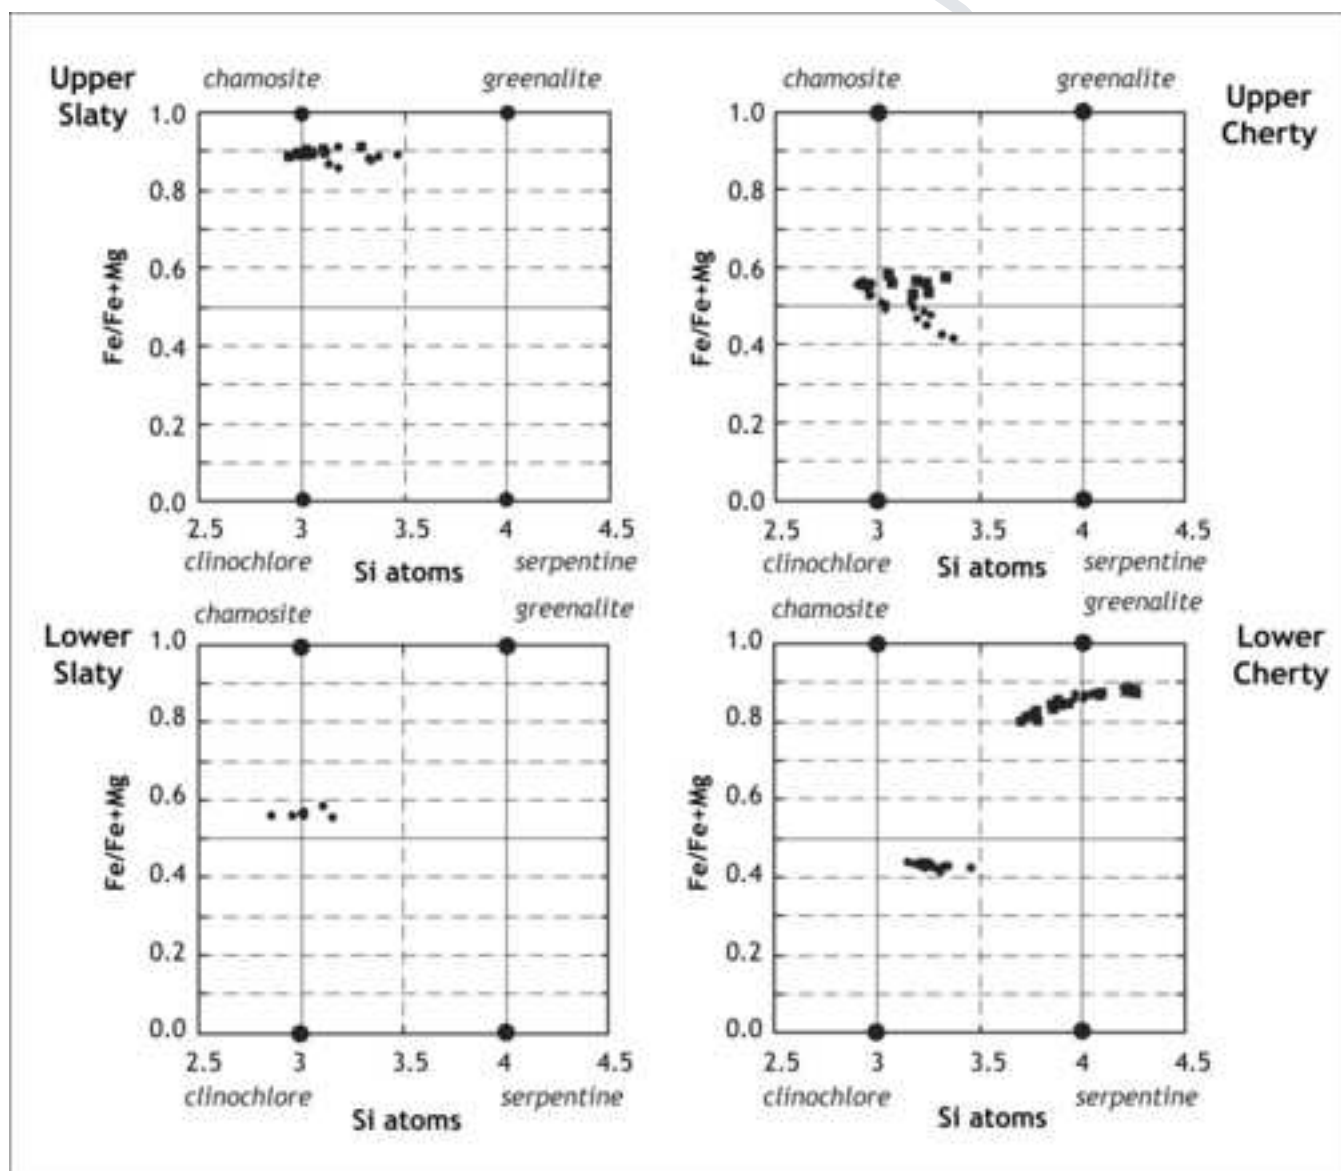 Upper
Slaty
chamosite
greenalite
1.0
0.8
0.6
0.4
0.2
0.0
Fe/Fe+Mg
2.5
3
3.5
4
4.5
clinochlore
Si atoms
serpentine
Upper
Cherty
chamosite
greenalite
1.0
0.8
0.6
0.4
0.2
0.0
Fe/Fe+Mg
2.5
3
3.5
4
4.5
clinochlore
Si atoms
serpentine
Lower
Slaty
chamosite
greenalite
1.0
0.8
0.6
0.4
0.2
0.0
Fe/Fe+Mg
2.5
3
3.5
4
4.5
clinochlore
Si atoms
serpentine
Lower
Cherty
chamosite
greenalite
1.0
0.8
0.6
0.4
0.2
0.0
Fe/Fe+Mg
2.5
3
3.5
4
4.5
clinochlore
Si atoms
serpentine